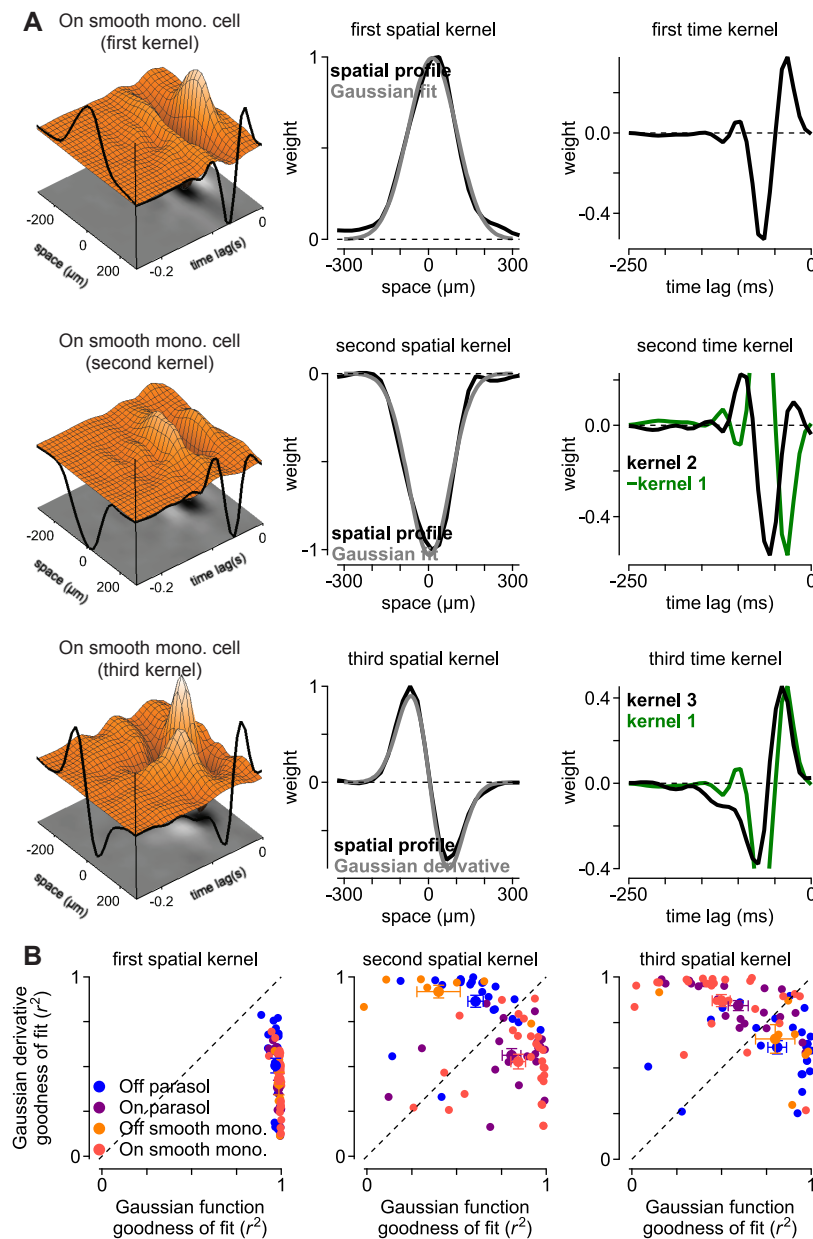 A
On smooth mono. cell
(first kernel)
-200
0
200
space (µm)
-0.2
0
time lag(s)
first spatial kernel
1
0
weight
spatial profile
Gaussian fit
-300
0
300
space (µm)
first time kernel
0.0
-0.4
weight
-250
0
time lag (ms)
On smooth mono. cell
(second kernel)
-200
0
200
space (µm)
-0.2
0
time lag(s)
second spatial kernel
0
-1
weight
spatial profile
Gaussian fit
-300
0
300
space (µm)
second time kernel
0.0
-0.4
weight
kernel 2
−kernel 1
-250
0
time lag (ms)
On smooth mono. cell
(third kernel)
-200
0
200
space (µm)
-0.2
0
time lag(s)
third spatial kernel
1
0
weight
spatial profile
Gaussian derivative
-300
0
300
space (µm)
third time kernel
0.4
0.0
-0.4
weight
kernel 3
kernel 1
-250
0
time lag (ms)
B
first spatial kernel
1
0
Gaussian derivative
goodness of fit (r²)
Off parasol
On parasol
Off smooth mono.
On smooth mono.
0
1
Gaussian function
goodness of fit (r²)
second spatial kernel
1
0
0
1
Gaussian function
goodness of fit (r²)
third spatial kernel
1
0
0
1
Gaussian function
goodness of fit (r²)